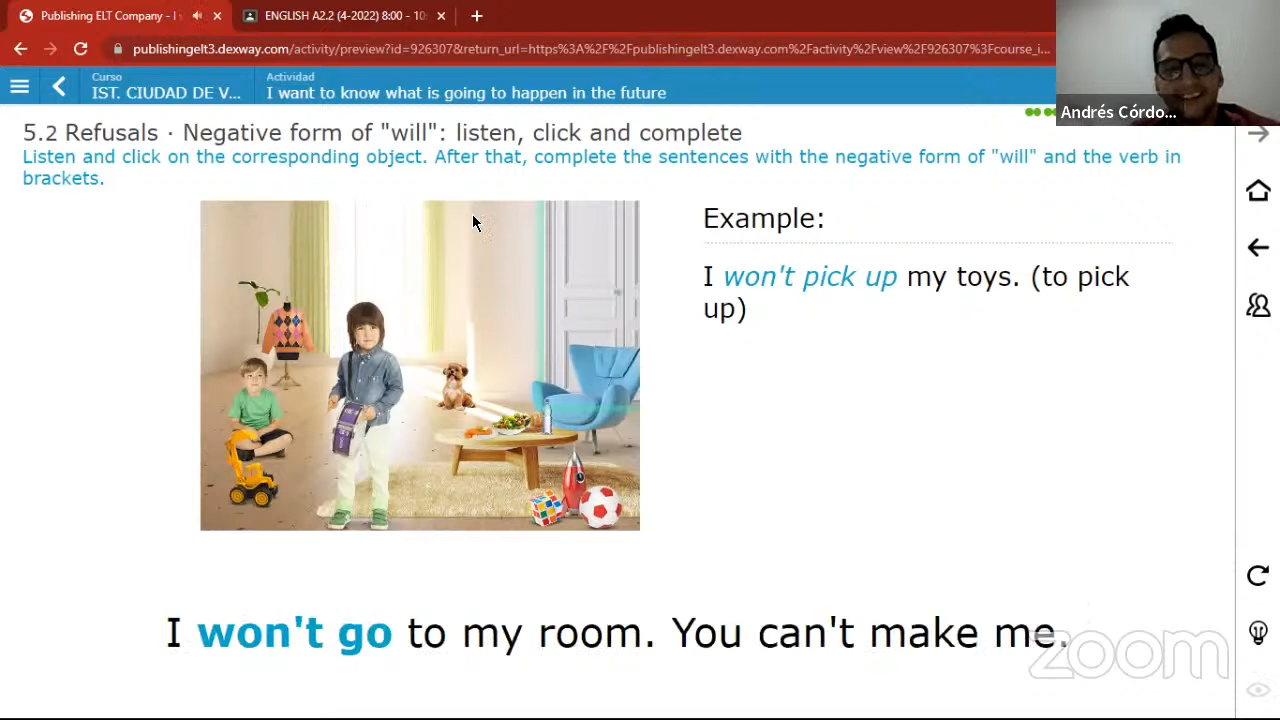 Publishing ELT Company - I
ENGLISH A2.2 (4-2022) 8:00 - 10:
publishingelt3.dexway.com/activity/preview?id=926307&return_url=https%3A%2F%2Fpublishingelt3.dexway.com%2Factivity%2Fview%2F926307%3Fcourse_i...
Curso
IST. CIUDAD DE V...
Actividad
I want to know what is going to happen in the future
Andrés Córdo...
5.2 Refusals · Negative form of "will": listen, click and complete
Listen and click on the corresponding object. After that, complete the sentences with the negative form of "will" and the verb in
brackets.
Example:
I won't pick up my toys. (to pick
up)
I won't go to my room. You can't make me.
zoom